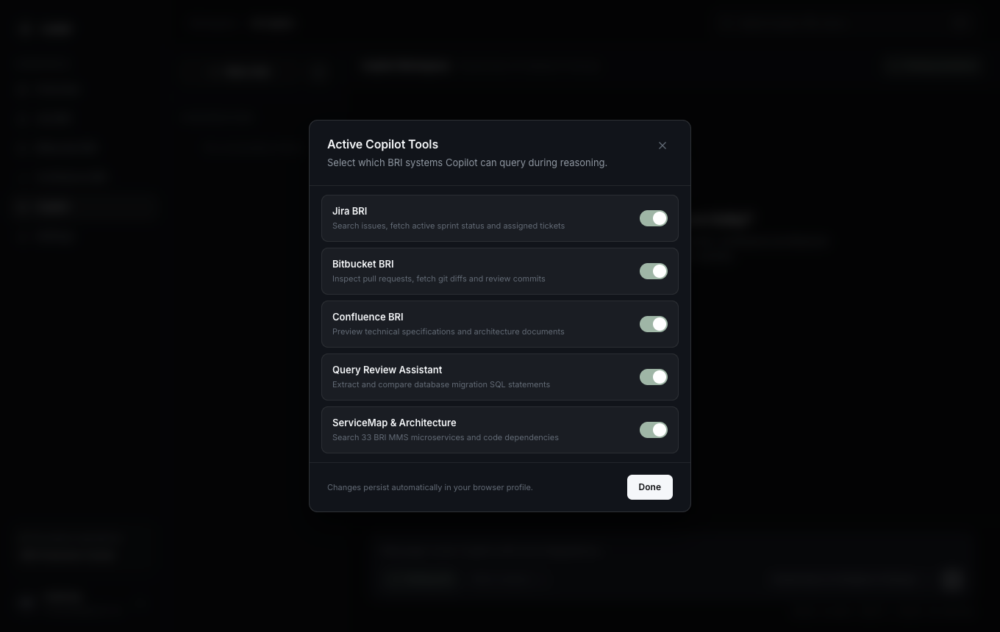 Active Copilot Tools
Select which BRI systems Copilot can query during reasoning.
Jira BRI
Search issues, fetch active sprint status and assigned tickets
Bitbucket BRI
Inspect pull requests, fetch git diffs and review commits
Confluence BRI
Preview technical specifications and architecture documents
Query Review Assistant
Extract and compare database migration SQL statements
ServiceMap & Architecture
Search 33 BRI MMS microservices and code dependencies
Changes persist automatically in your browser profile.
Done